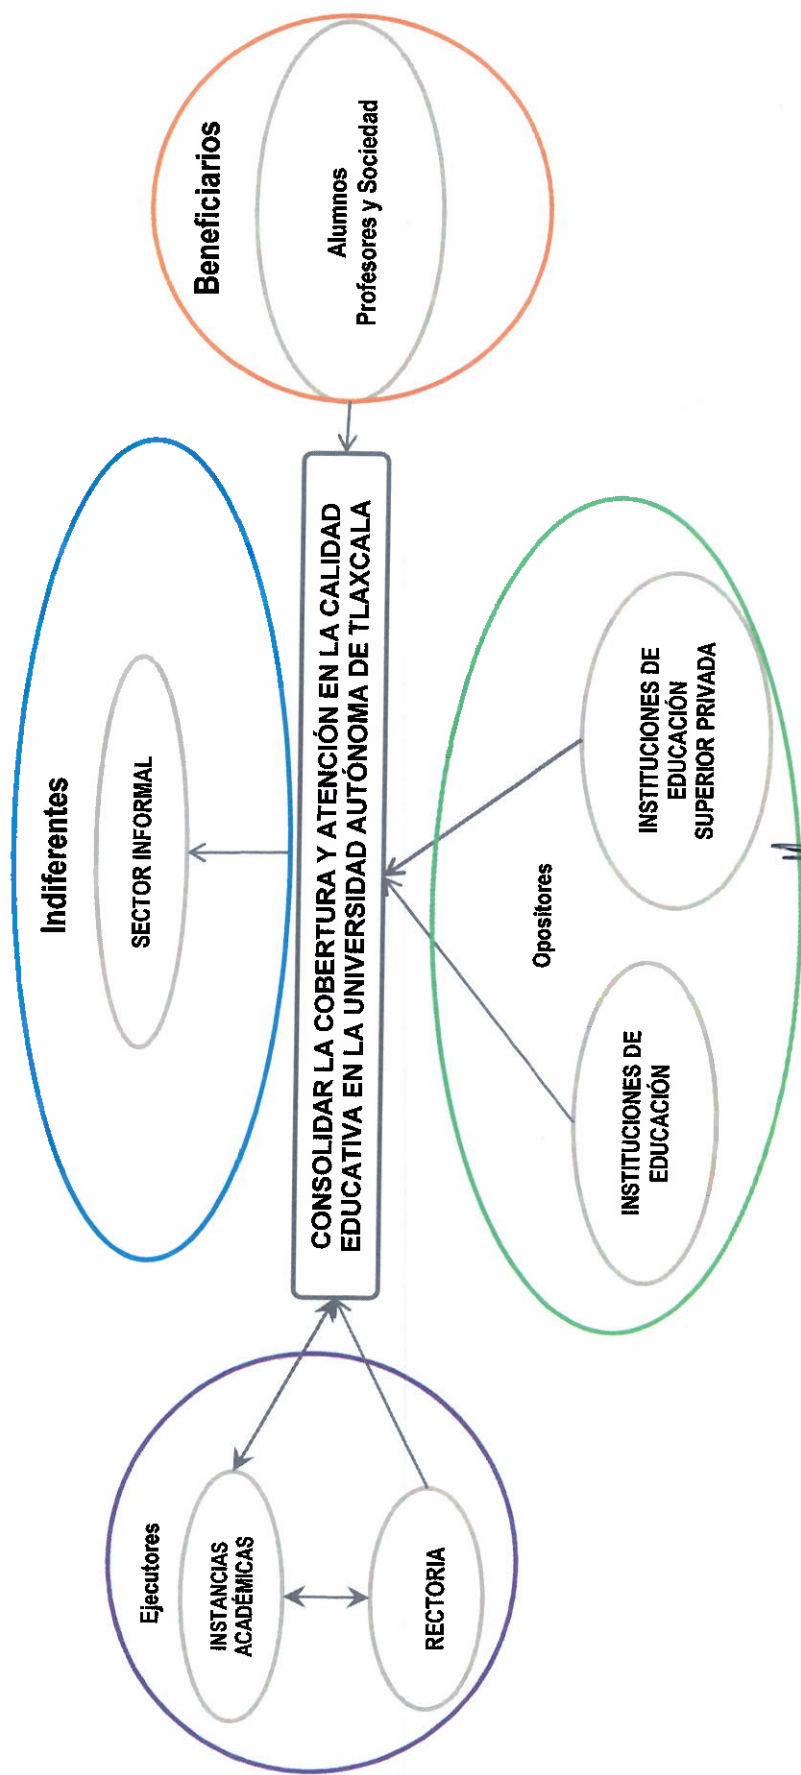 Indiferentes
SECTOR INFORMAL
Ejecutores
INSTANCIAS
ACADÉMICAS
RECTORIA
CONSOLIDAR LA COBERTURA Y ATENCIÓN EN LA CALIDAD
EDUCATIVA EN LA UNIVERSIDAD AUTÓNOMA DE TLAXCALA
Beneficiarios
Alumnos
Profesores y Sociedad
Opositores
INSTITUCIONES DE
EDUCACIÓN
INSTITUCIONES DE
EDUCACIÓN
SUPERIOR PRIVADA